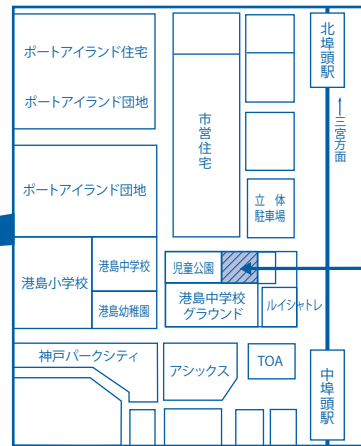 ポートアイランド住宅
ポートアイランド団地
市営住宅
北埠頭駅
←三宮方面
ポートアイランド団地
立体
駐車場
港島小学校
港島中学校
港島幼稚園
児童公園
港島中学校
グラウンド
ルイシャトレ
神戸パークシティ
アシックス
TOA
中埠頭駅